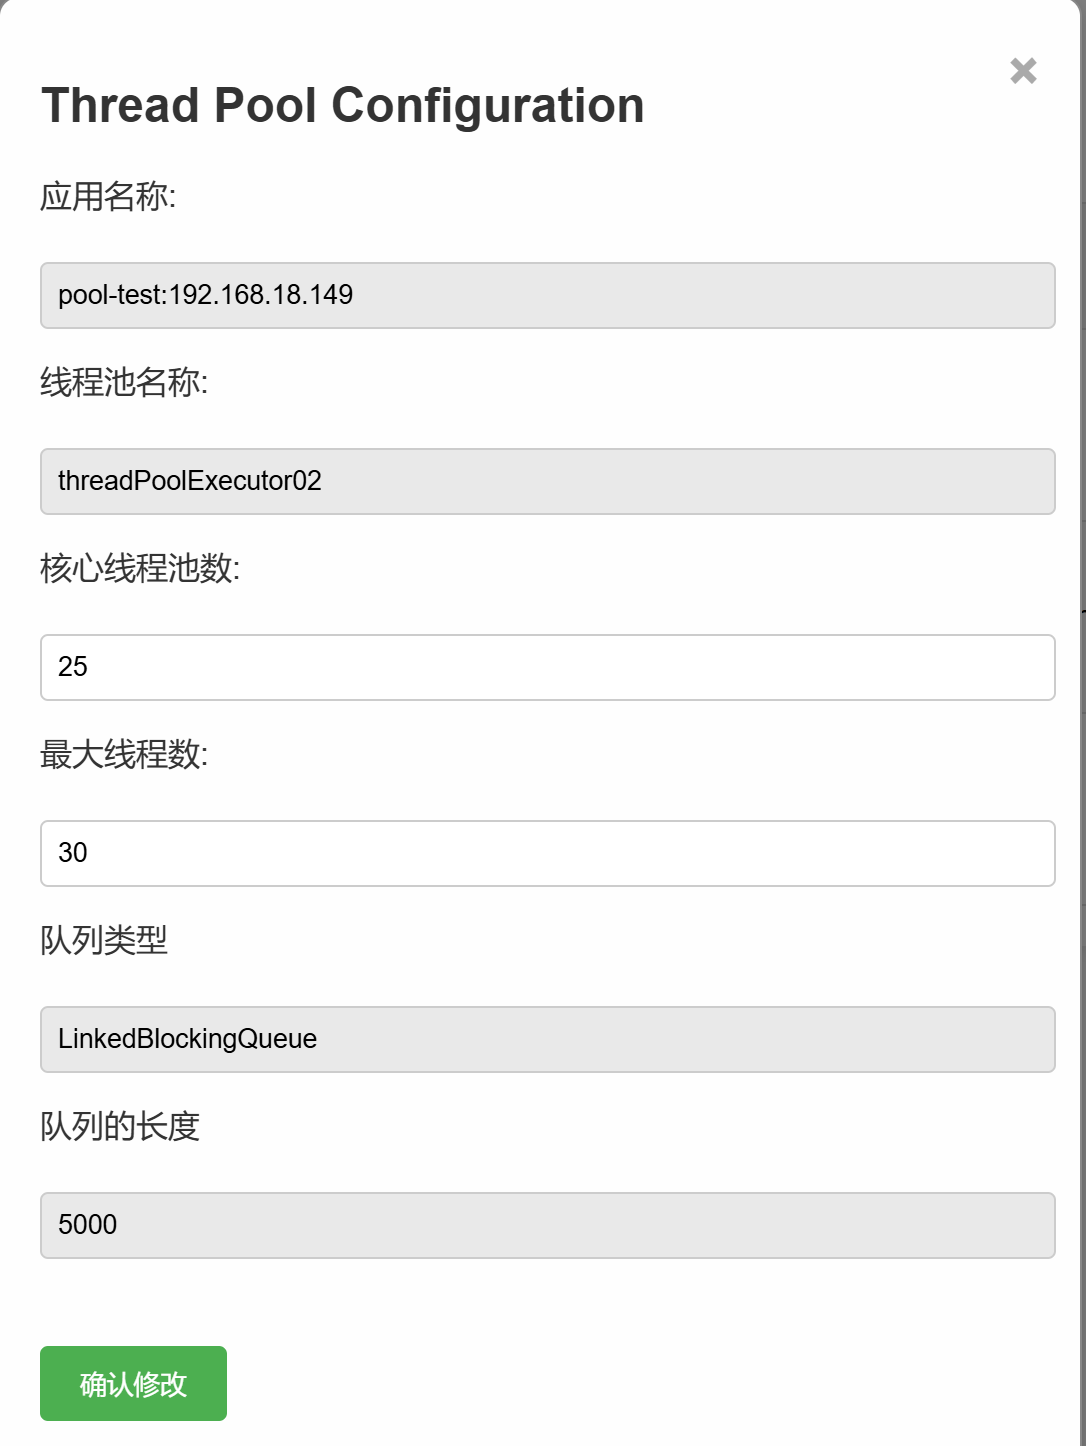 Thread Pool Configuration
应用名称:
pool-test:192.168.18.149
线程池名称:
threadPoolExecutor02
核心线程池数:
25
最大线程数:
30
队列类型
LinkedBlockingQueue
队列的长度
5000
确认修改